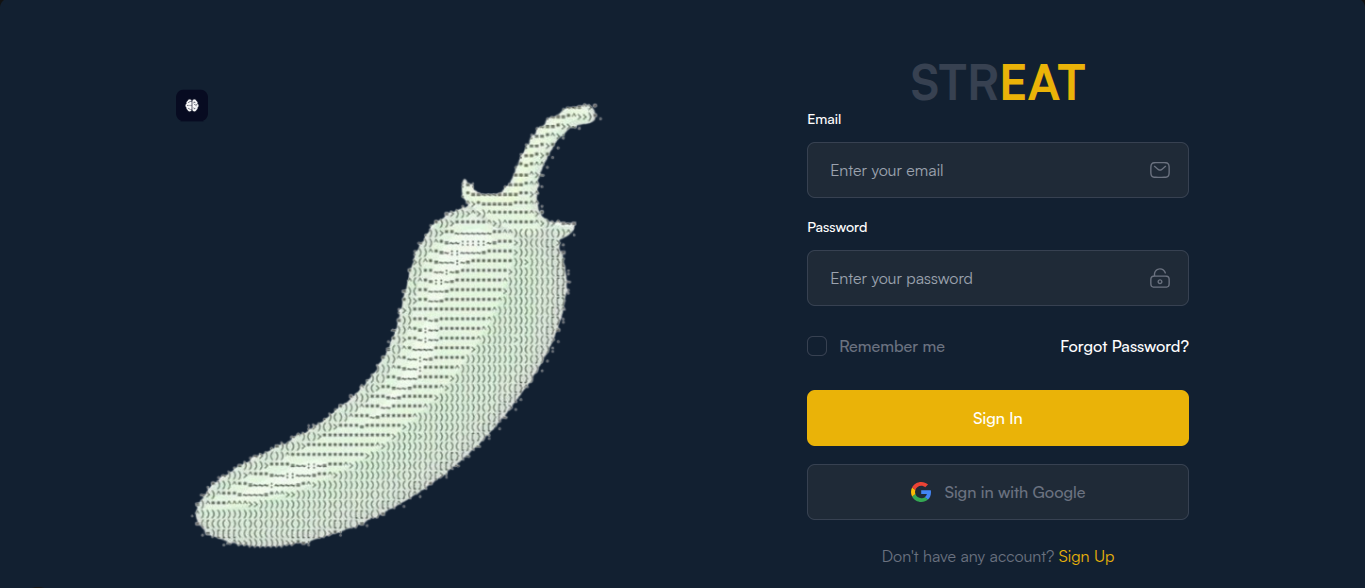 STREAT
Email
Enter your email
Password
Enter your password
Remember me
Forgot Password?
Sign In
Sign in with Google
Don't have any account? Sign Up